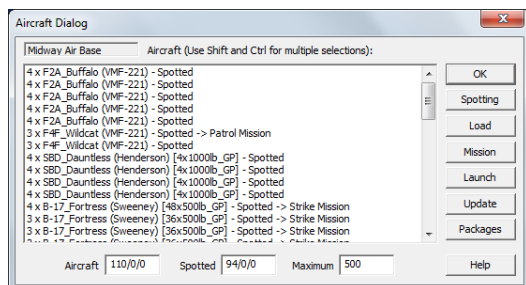 Aircraft Dialog
Midway Air Base Aircraft (Use Shift and Ctrl for multiple selections):
4 x F2A_Buffalo (VMF-221) - Spotted
4 x F2A_Buffalo (VMF-221) - Spotted
4 x F2A_Buffalo (VMF-221) - Spotted
4 x F2A_Buffalo (VMF-221) - Spotted
4 x F2A_Buffalo (VMF-221) - Spotted
3 x F4F_Wildcat (VMF-221) - Spotted -> Patrol Mission
3 x F4F_Wildcat (VMF-221) - Spotted
4 x SBD_Dauntless (Henderson) [4x1000lb_GP] - Spotted
4 x SBD_Dauntless (Henderson) [4x1000lb_GP] - Spotted
4 x SBD_Dauntless (Henderson) [4x1000lb_GP] - Spotted
4 x SBD_Dauntless (Henderson) [4x1000lb_GP] - Spotted
4 x B-17_Fortress (Sweeney) [48x500lb_GP] - Spotted -> Strike Mission
3 x B-17_Fortress (Sweeney) [36x500lb_GP] - Spotted -> Strike Mission
3 x B-17_Fortress (Sweeney) [36x500lb_GP] - Spotted -> Strike Mission
OK
Spotting
Load
Mission
Launch
Update
Packages
Aircraft 110/0/0 Spotted 94/0/0 Maximum 500 Help